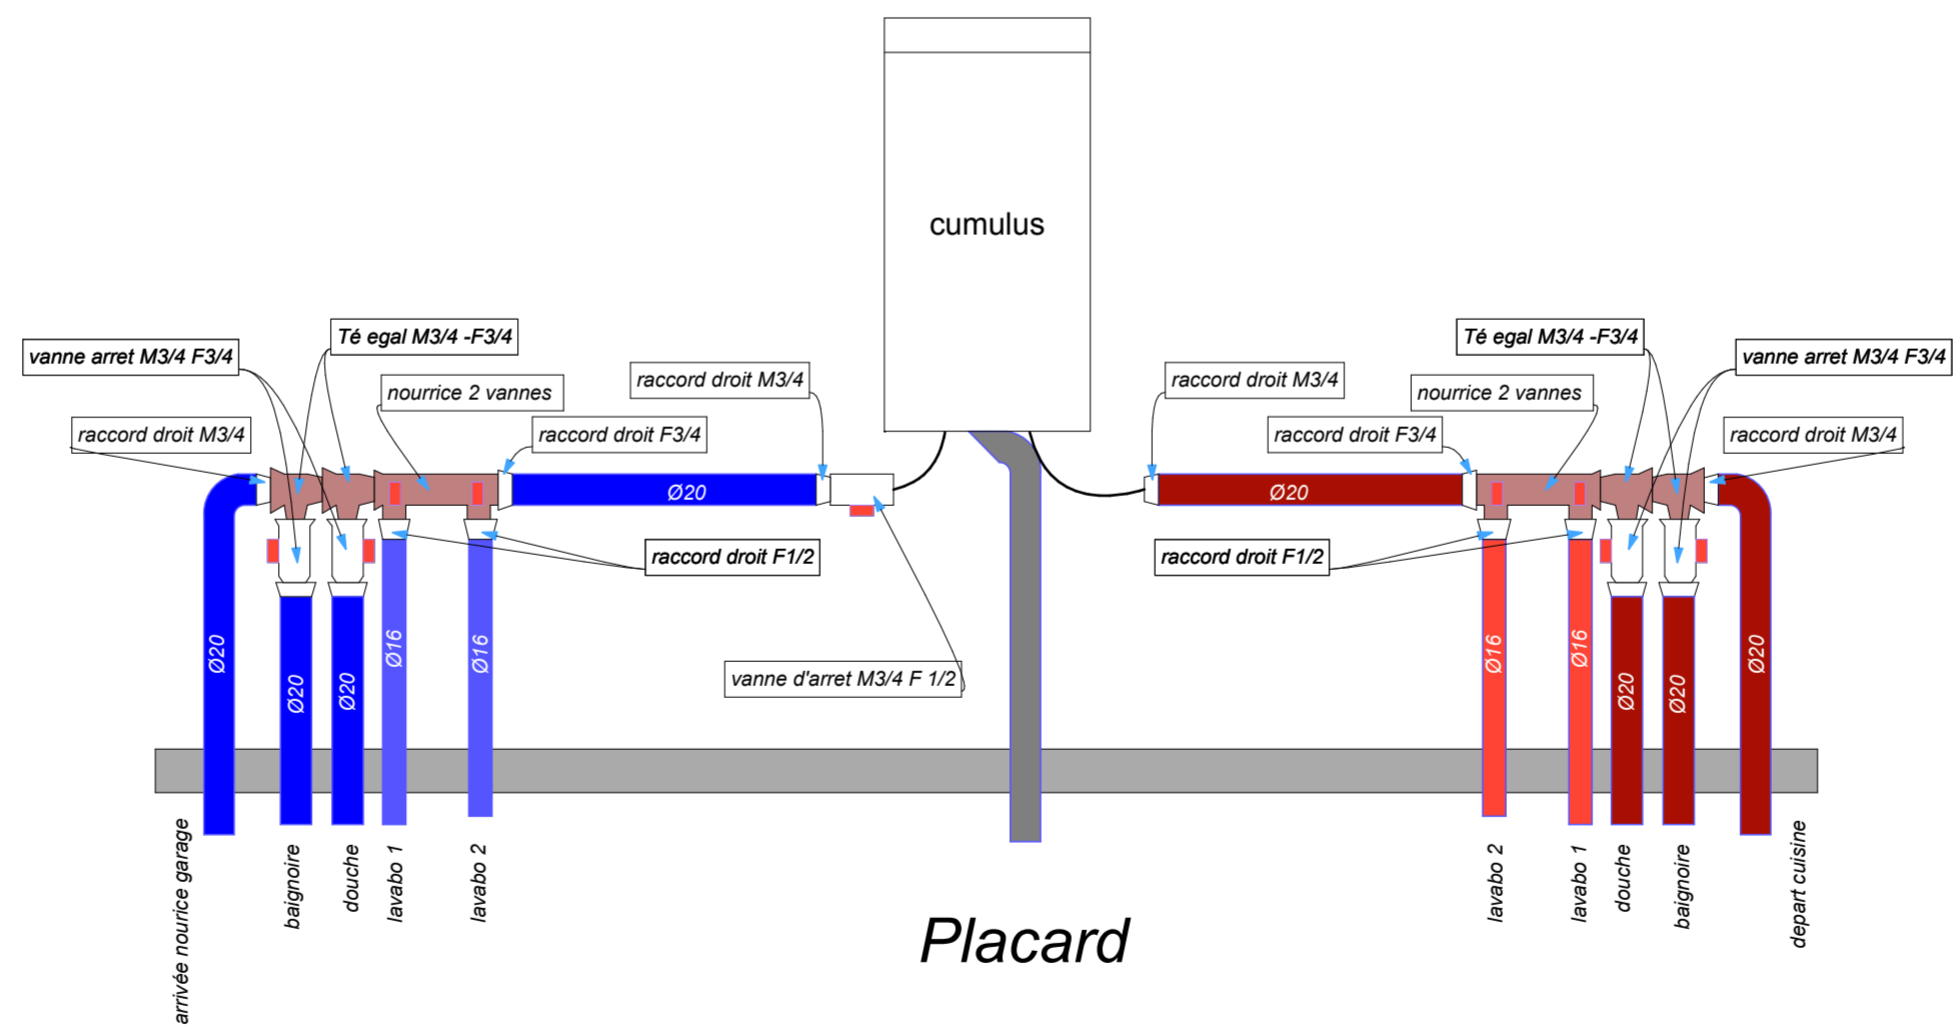 cumulus
vanne arret M3/4 F3/4
Té egal M3/4 -F3/4
nourrice 2 vannes
raccord droit M3/4
raccord droit M3/4
raccord droit F3/4
Ø20
raccord droit F1/2
vanne d'arret M3/4 F 1/2
Ø20
Ø20
Ø20
Ø16
Ø16
arrivée nourice garage
baignoire
douche
lavabo 1
lavabo 2
raccord droit M3/4
Té egal M3/4 -F3/4
vanne arret M3/4 F3/4
nourrice 2 vannes
raccord droit F3/4
raccord droit M3/4
Ø20
raccord droit F1/2
Ø16
Ø16
Ø20
Ø20
Ø20
lavabo 2
lavabo 1
douche
baignoire
depart cuisine
Placard